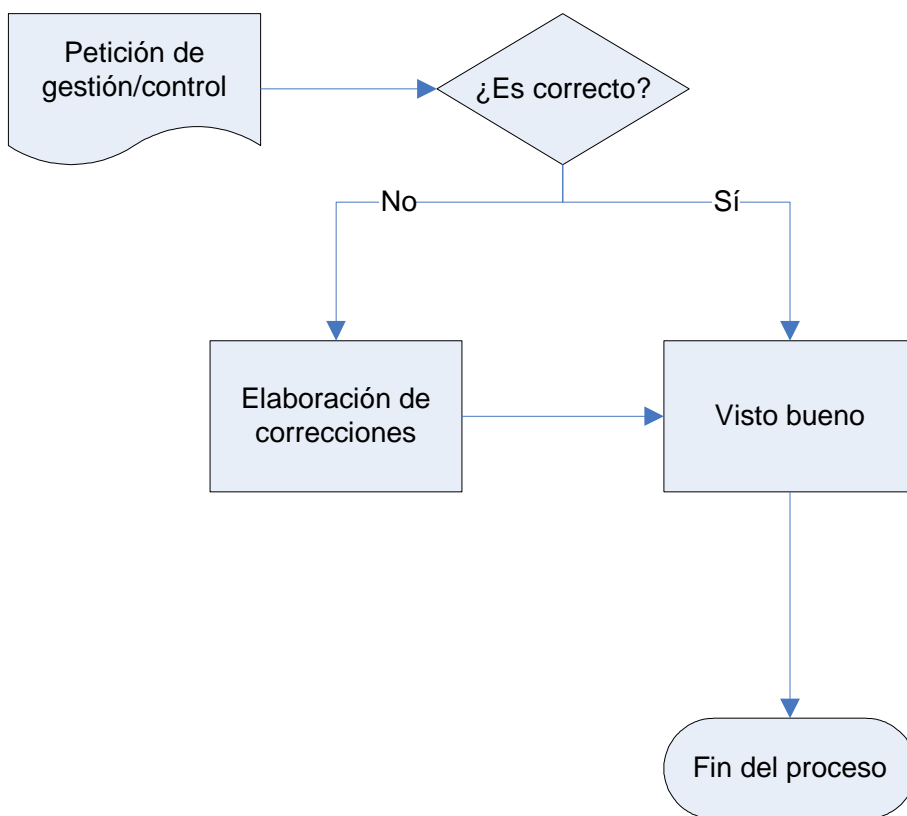 Petición de
gestión/control
¿Es correcto?
No
Sí
Elaboración de
correcciones
Visto bueno
Fin del proceso